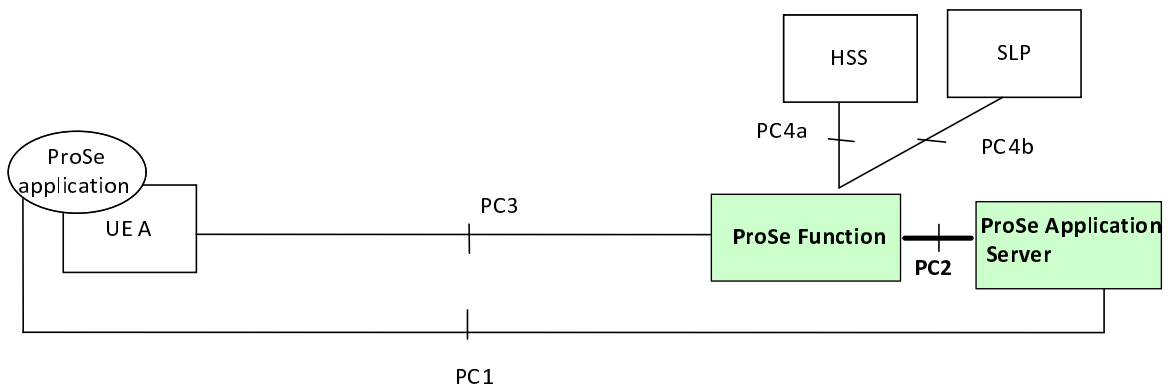 HSS
SLP
PC4a
PC4b
ProSe
application
UE A
PC3
ProSe Function
PC2
ProSe Application
Server
PC1